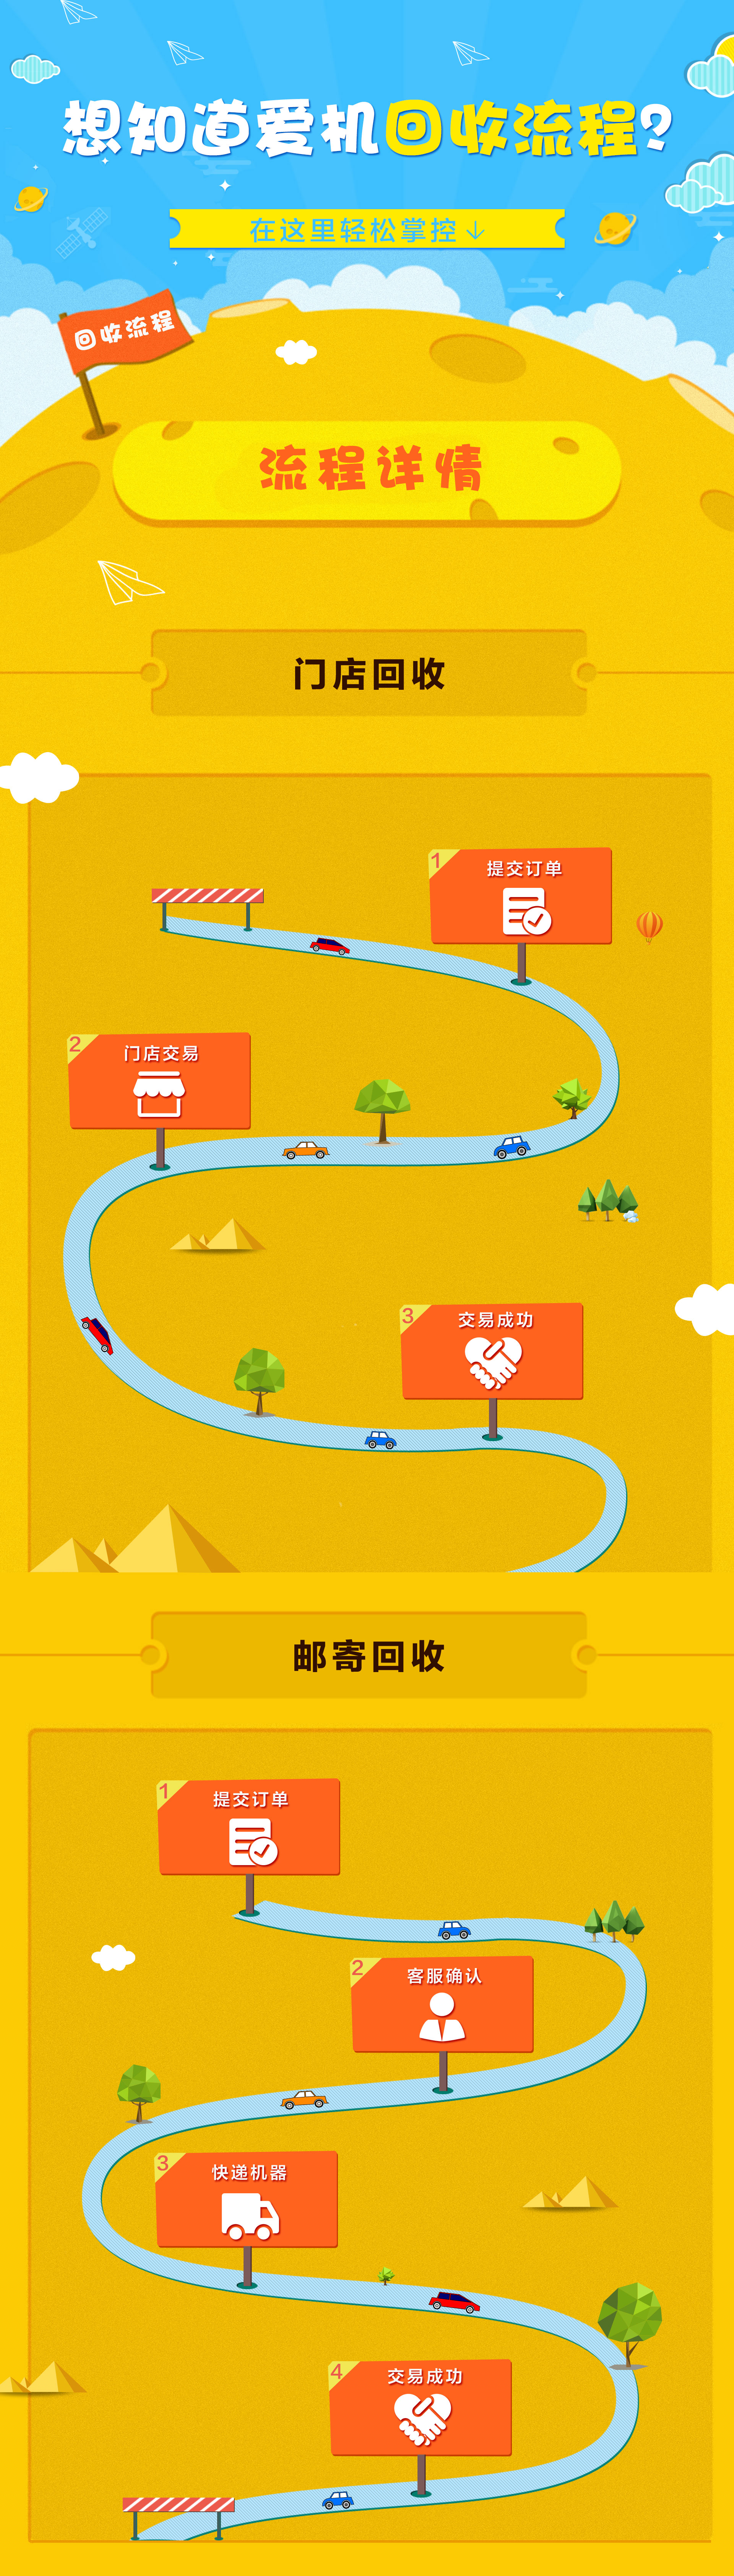 想知道爱机回收流程?
在这里轻松掌控↓
回收流程
流程详情
门店回收
1
提交订单
2
门店交易
3
交易成功
邮寄回收
1
提交订单
2
客服确认
3
快递机器
4
交易成功